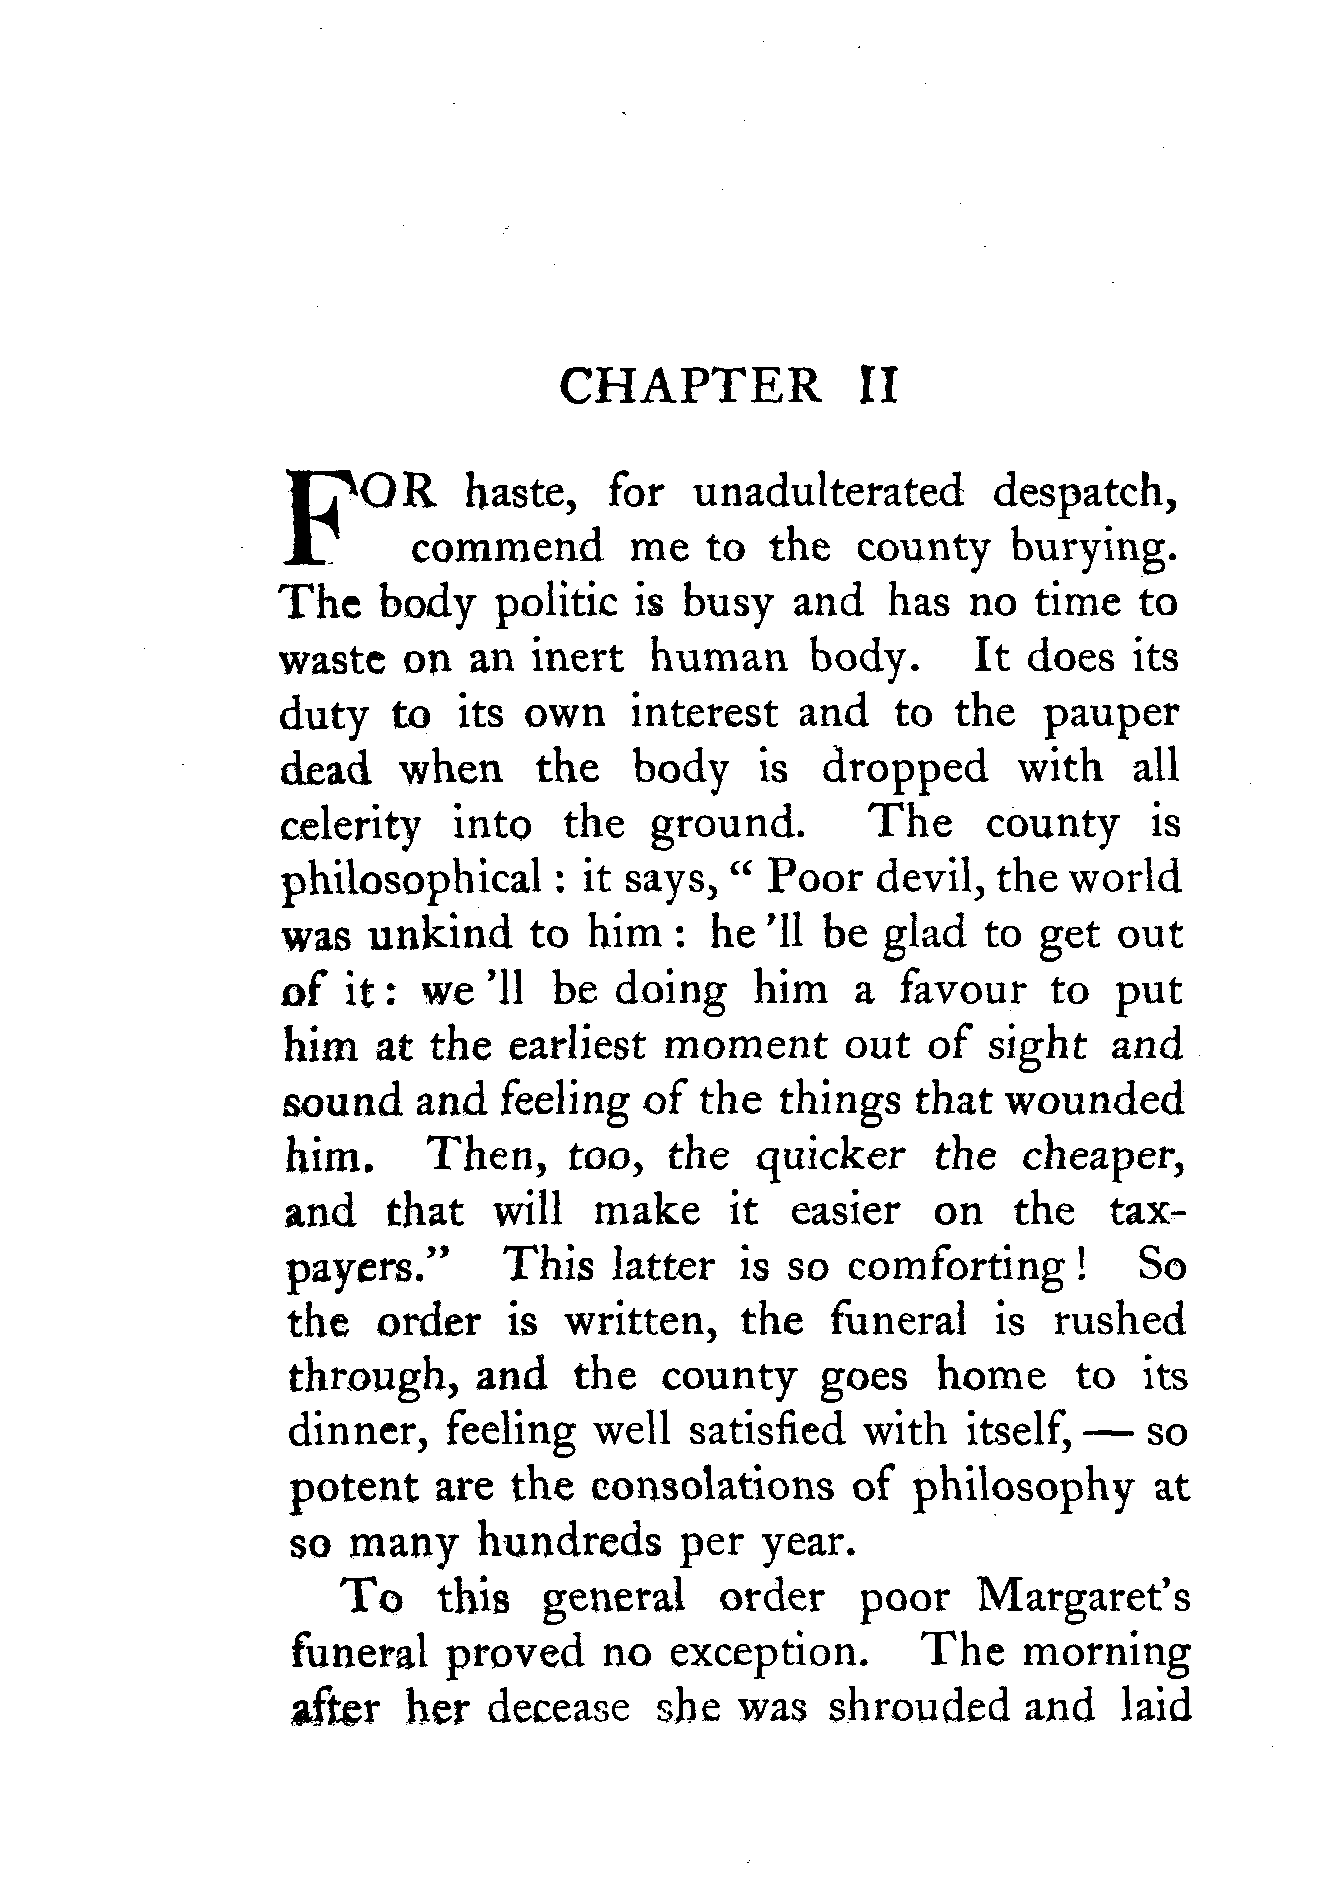 CHAPTER II
FOR haste, for unadulterated despatch,
commend me to the county burying.
The body politic is busy and has no time to
waste on an inert human body. It does its
duty to its own interest and to the pauper
dead when the body is dropped with all
celerity into the ground. The county is
philosophical : it says, “ Poor devil, the world
was unkind to him : he 'll be glad to get out
of it : we 'll be doing him a favour to put
him at the earliest moment out of sight and
sound and feeling of the things that wounded
him. Then, too, the quicker the cheaper,
and that will make it easier on the tax-
payers.” This latter is so comforting ! So
the order is written, the funeral is rushed
through, and the county goes home to its
dinner, feeling well satisfied with itself, — so
potent are the consolations of philosophy at
so many hundreds per year.
To this general order poor Margaret's
funeral proved no exception. The morning
after her decease she was shrouded and laid